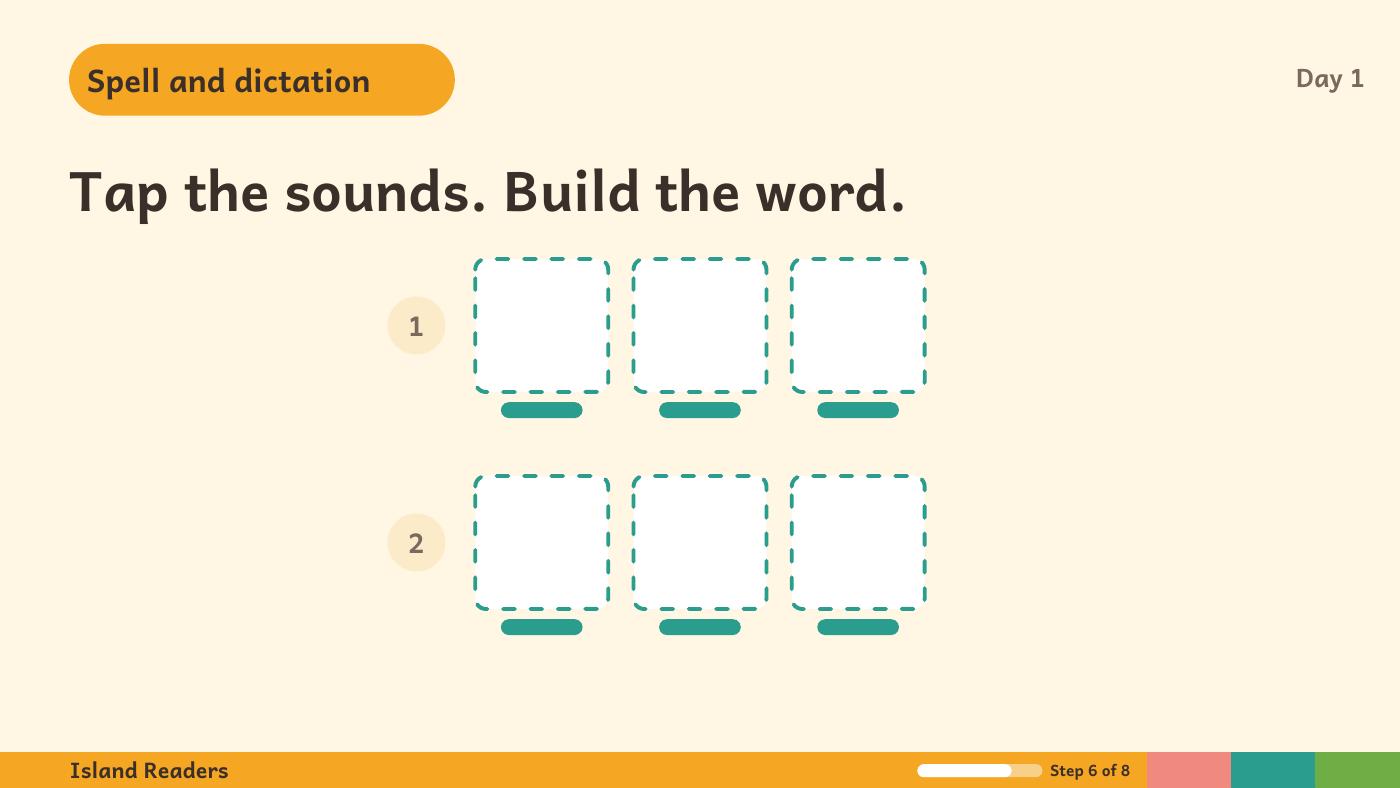 Spell and dictation
Day 1
Tap the sounds. Build the word.
1
2
Island Readers
Step 6 of 8